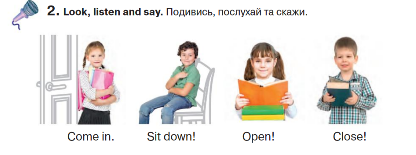 2. Look, listen and say. Подивись, послухай та скажи.
Come in. Sit down! Open! Close!